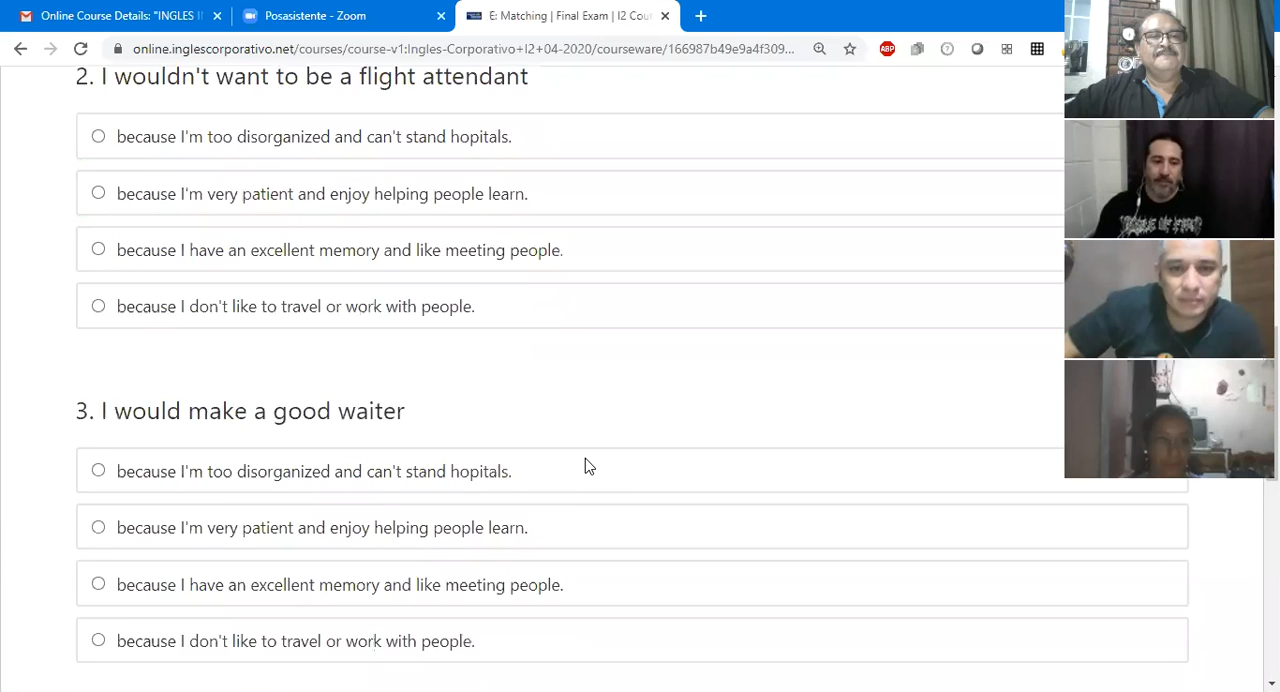 Online Course Details: "INGLES I
Posasistente - Zoom
E: Matching | Final Exam | I2 Cou
online.inglescorporativo.net/courses/course-v1:Ingles-Corporativo+I2+04-2020/courseware/166987b49e9a4f309...
ABP
2. I wouldn't want to be a flight attendant
because I'm too disorganized and can't stand hopitals.
because I'm very patient and enjoy helping people learn.
because I have an excellent memory and like meeting people.
because I don't like to travel or work with people.
3. I would make a good waiter
because I'm too disorganized and can't stand hopitals.
because I'm very patient and enjoy helping people learn.
because I have an excellent memory and like meeting people.
because I don't like to travel or work with people.
CRADLE OF FILTH